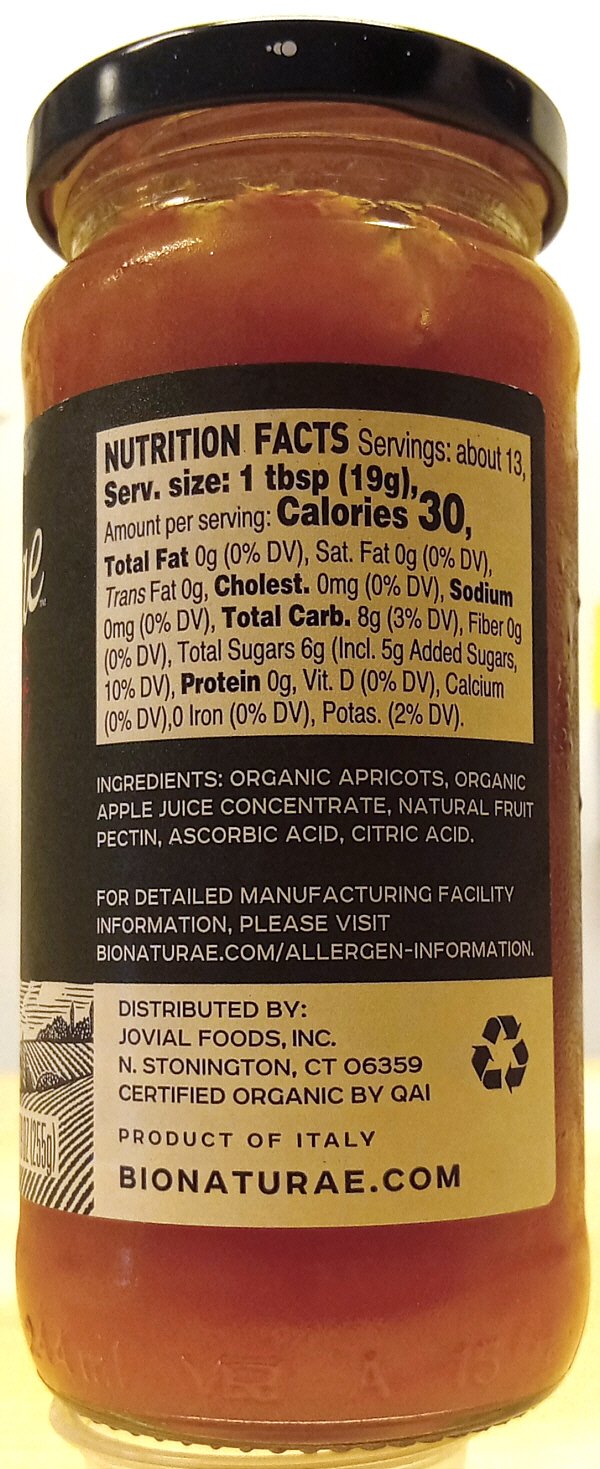 NUTRITION FACTS Servings: about 13,
Serv. size: 1 tbsp (19g),
Amount per serving: Calories 30,
Total Fat 0g (0% DV), Sat. Fat 0g (0% DV),
Trans Fat 0g, Cholest. 0mg (0% DV), Sodium
0mg (0% DV), Total Carb. 8g (3% DV), Fiber 0g
(0% DV), Total Sugars 6g (Incl. 5g Added Sugars,
10% DV), Protein 0g, Vit. D (0% DV), Calcium
(0% DV),0 Iron (0% DV), Potas. (2% DV).
INGREDIENTS: ORGANIC APRICOTS, ORGANIC
APPLE JUICE CONCENTRATE, NATURAL FRUIT
PECTIN, ASCORBIC ACID, CITRIC ACID.
FOR DETAILED MANUFACTURING FACILITY
INFORMATION, PLEASE VISIT
BIONATURAE.COM/ALLERGEN-INFORMATION.
DISTRIBUTED BY:
JOVIAL FOODS, INC.
N. STONINGTON, CT 06359
CERTIFIED ORGANIC BY QAI
PRODUCT OF ITALY
BIONATURAE.COM
(255g)